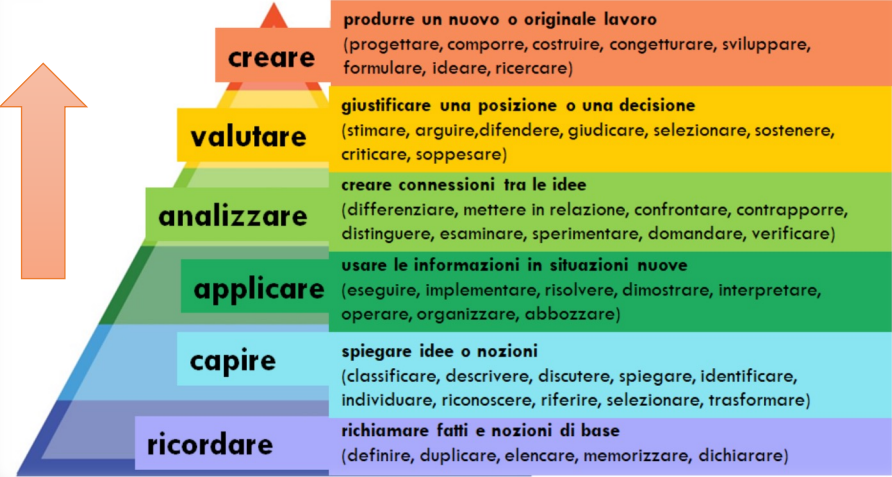 creare
produrre un nuovo o originale lavoro
(progettare, comporre, costruire, congetturare, sviluppare,
formulare, ideare, ricercare)
valutare
giustificare una posizione o una decisione
(stimare, arguire,difendere, giudicare, selezionare, sostenere,
criticare, soppesare)
analizzare
creare connessioni tra le idee
(differenziare, mettere in relazione, confrontare, contrapporre,
distinguere, esaminare, sperimentare, domandare, verificare)
applicare
usare le informazioni in situazioni nuove
(eseguire, implementare, risolvere, dimostrare, interpretare,
operare, organizzare, abbozzare)
capire
spiegare idee o nozioni
(classificare, descrivere, discutere, spiegare, identificare,
individuare, riconoscere, riferire, selezionare, trasformare)
ricordare
richiamare fatti e nozioni di base
(definire, duplicare, elencare, memorizzare, dichiarare)